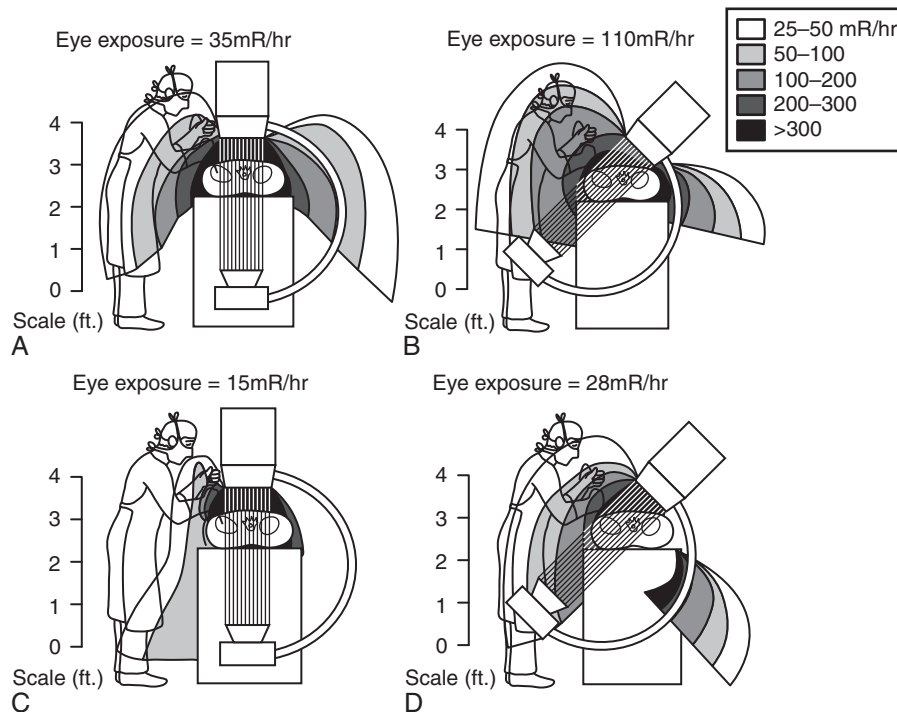 Eye exposure = 35mR/hr
Eye exposure = 110mR/hr
25–50 mR/hr
50–100
100–200
200–300
>300
4
3
2
1
0
Scale (ft.)
A
4
3
2
1
0
Scale (ft.)
B
Eye exposure = 15mR/hr
Eye exposure = 28mR/hr
4
3
2
1
0
Scale (ft.)
C
4
3
2
1
0
Scale (ft.)
D